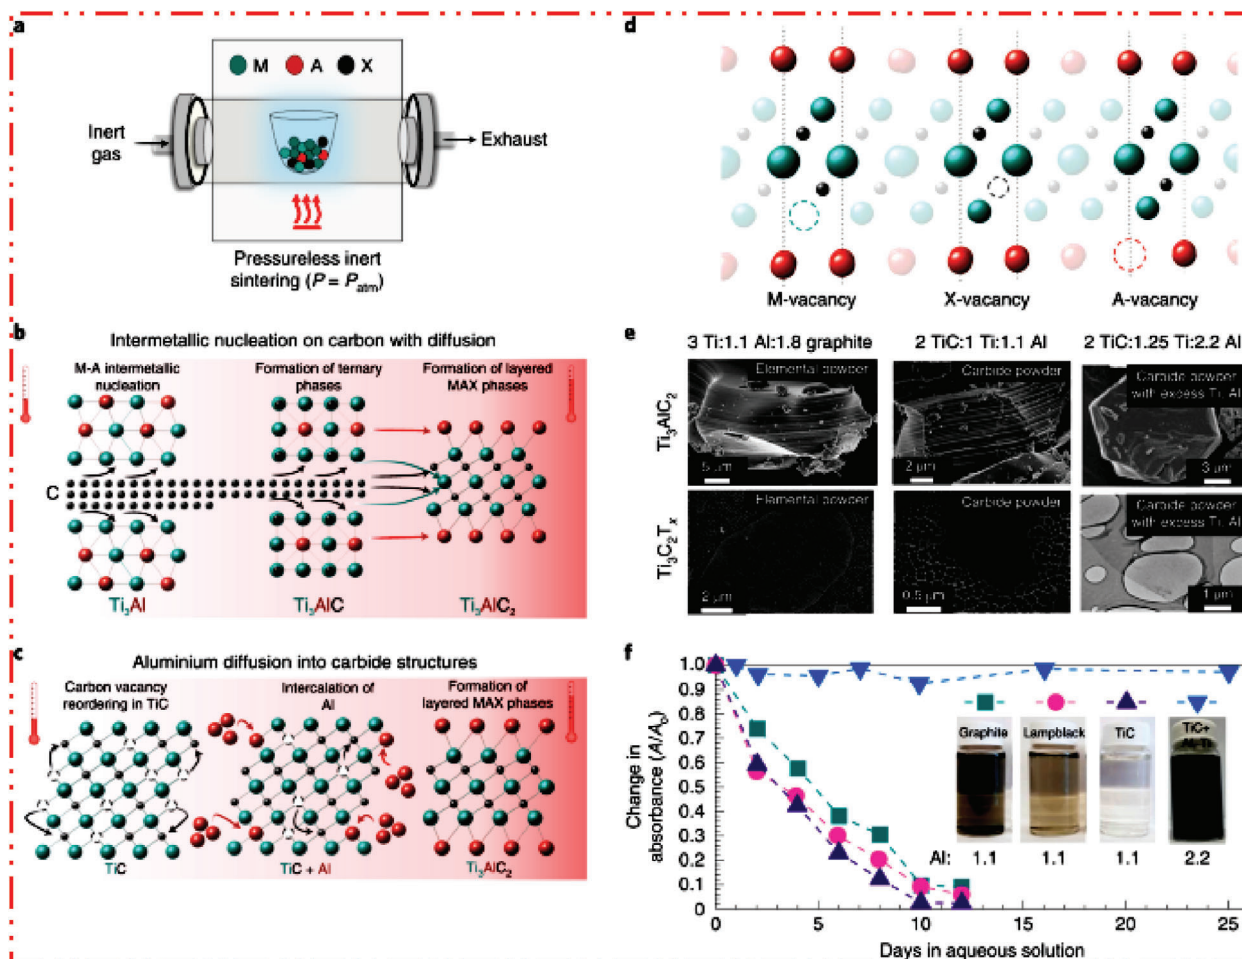 a
M A X
Inert
gas
Exhaust
Pressureless inert
sintering (P = Patm)
b
Intermetallic nucleation on carbon with diffusion
M-A intermetallic
nucleation
Formation of ternary
phases
Formation of layered
MAX phases
C
Ti3Al
Ti3AlC
Ti3AlC2
c
Aluminium diffusion into carbide structures
Carbon vacancy
reordering in TiC
Intercalation of
Al
Formation of
layered MAX phases
TiC
TiC + Al
Ti3AlC2
d
M-vacancy
X-vacancy
A-vacancy
e
3 Ti:1.1 Al:1.8 graphite
2 TiC:1 Ti:1.1 Al
2 TiC:1.25 Ti:2.2 Al
Ti3AlC2
Elemental powder
5 μm
Carbide powder
2 μm
Carbide powder
with excess Ti, Al
3 μm
Ti3C2Tx
Elemental powder
2 μm
Carbide powder
0.5 μm
Carbide powder
with excess Ti, Al
1 μm
f
Change in
absorbance (A/A0)
1.0
0.9
0.8
0.7
0.6
0.5
0.4
0.3
0.2
0.1
0
0 5 10 15 20 25
Days in aqueous solution
Graphite
Lampblack
TiC
TiC+
Al, Ti
Al: 1.1 1.1 1.1 2.2